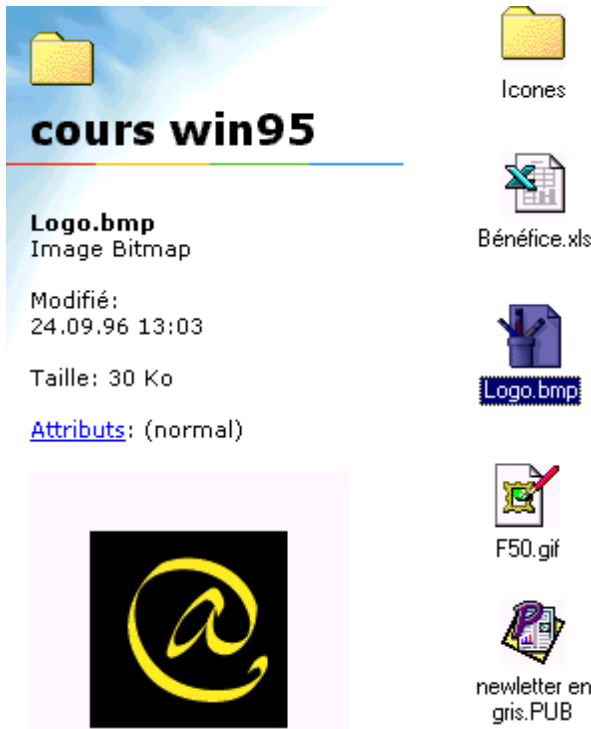 cours win95
Logo.bmp
Image Bitmap
Modifié:
24.09.96 13:03
Taille: 30 Ko
Attributs: (normal)
@
Icones
Bénéfice.xls
Logo.bmp
F50.gif
newletter en
gris.PUB